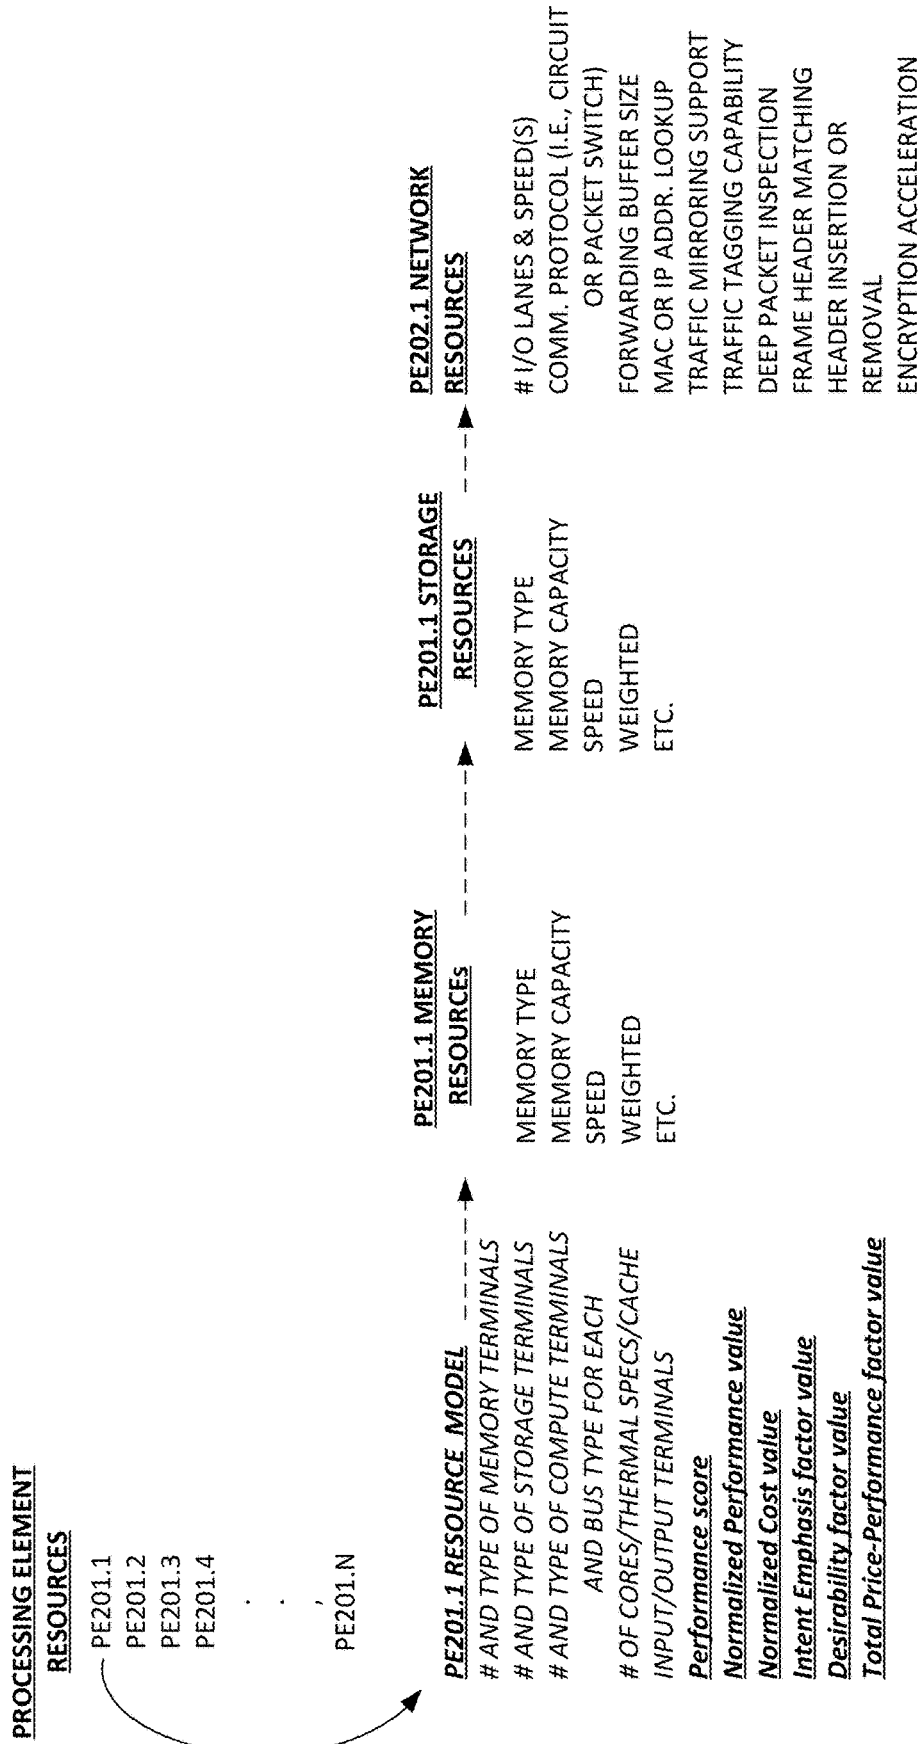 PROCESSING ELEMENT
RESOURCES
PE201.1
PE201.2
PE201.3
PE201.4
.
.
.
PE201.N
PE201.1 RESOURCE MODEL
# AND TYPE OF MEMORY TERMINALS
# AND TYPE OF STORAGE TERMINALS
# AND TYPE OF COMPUTE TERMINALS
AND BUS TYPE FOR EACH
# OF CORES/THERMAL SPECS/CACHE
INPUT/OUTPUT TERMINALS
Performance score
Normalized Performance value
Normalized Cost value
Intent Emphasis factor value
Desirability factor value
Total Price-Performance factor value
PE201.1 MEMORY
RESOURCEs
MEMORY TYPE
MEMORY CAPACITY
SPEED
WEIGHTED
ETC.
PE201.1 STORAGE
RESOURCES
MEMORY TYPE
MEMORY CAPACITY
SPEED
WEIGHTED
ETC.
PE202.1 NETWORK
RESOURCES
# I/O LANES & SPEED(S)
COMM. PROTOCOL (I.E., CIRCUIT
OR PACKET SWITCH)
FORWARDING BUFFER SIZE
MAC OR IP ADDR. LOOKUP
TRAFFIC MIRRORING SUPPORT
TRAFFIC TAGGING CAPABILITY
DEEP PACKET INSPECTION
FRAME HEADER MATCHING
HEADER INSERTION OR
REMOVAL
ENCRYPTION ACCELERATION